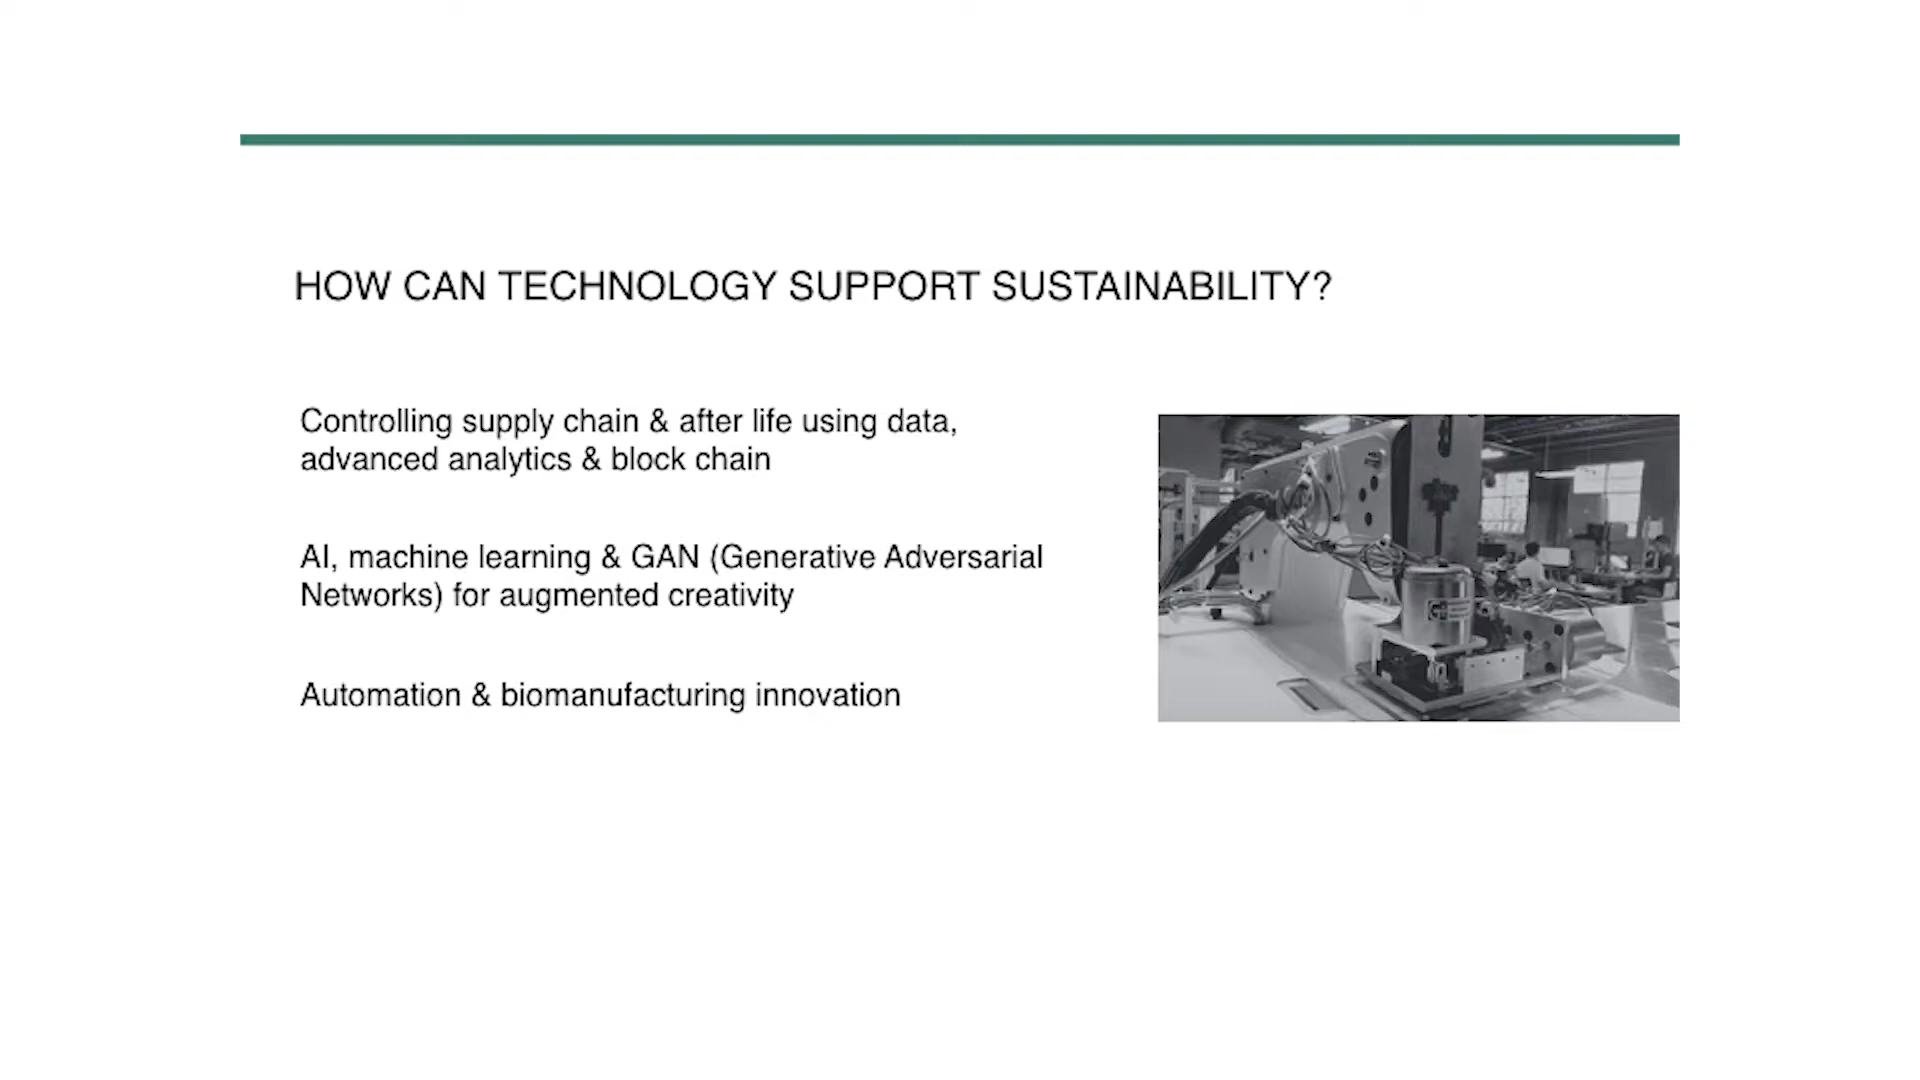 HOW CAN TECHNOLOGY SUPPORT SUSTAINABILITY?
Controlling supply chain & after life using data,
advanced analytics & block chain
AI, machine learning & GAN (Generative Adversarial
Networks) for augmented creativity
Automation & biomanufacturing innovation